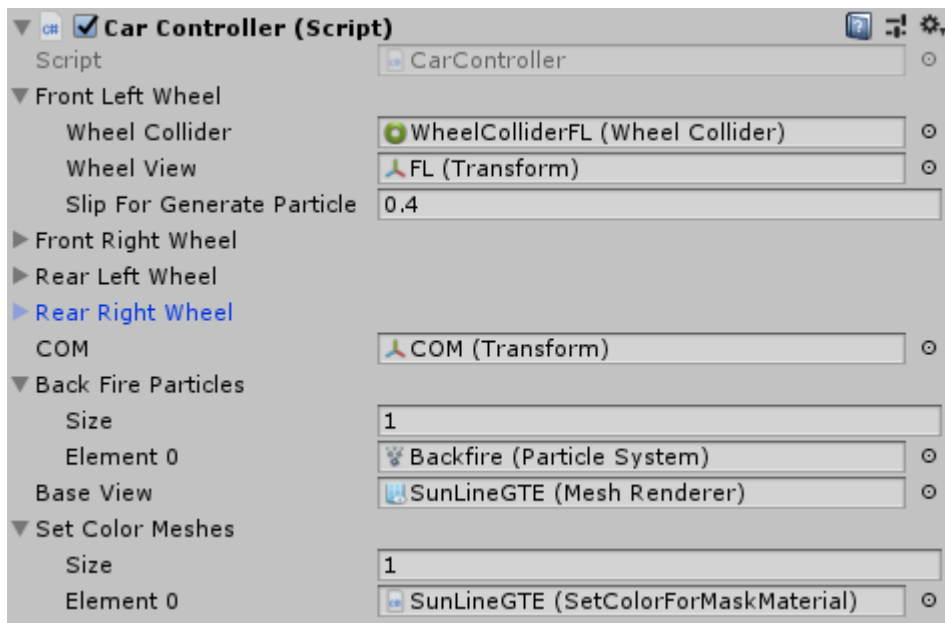 Car Controller (Script)
Script CarController
Front Left Wheel
Wheel Collider WheelColliderFL (Wheel Collider)
Wheel View FL (Transform)
Slip For Generate Particle 0.4
Front Right Wheel
Rear Left Wheel
Rear Right Wheel
COM COM (Transform)
Back Fire Particles
Size 1
Element 0 Backfire (Particle System)
Base View SunLineGTE (Mesh Renderer)
Set Color Meshes
Size 1
Element 0 SunLineGTE (SetColorForMaskMaterial)